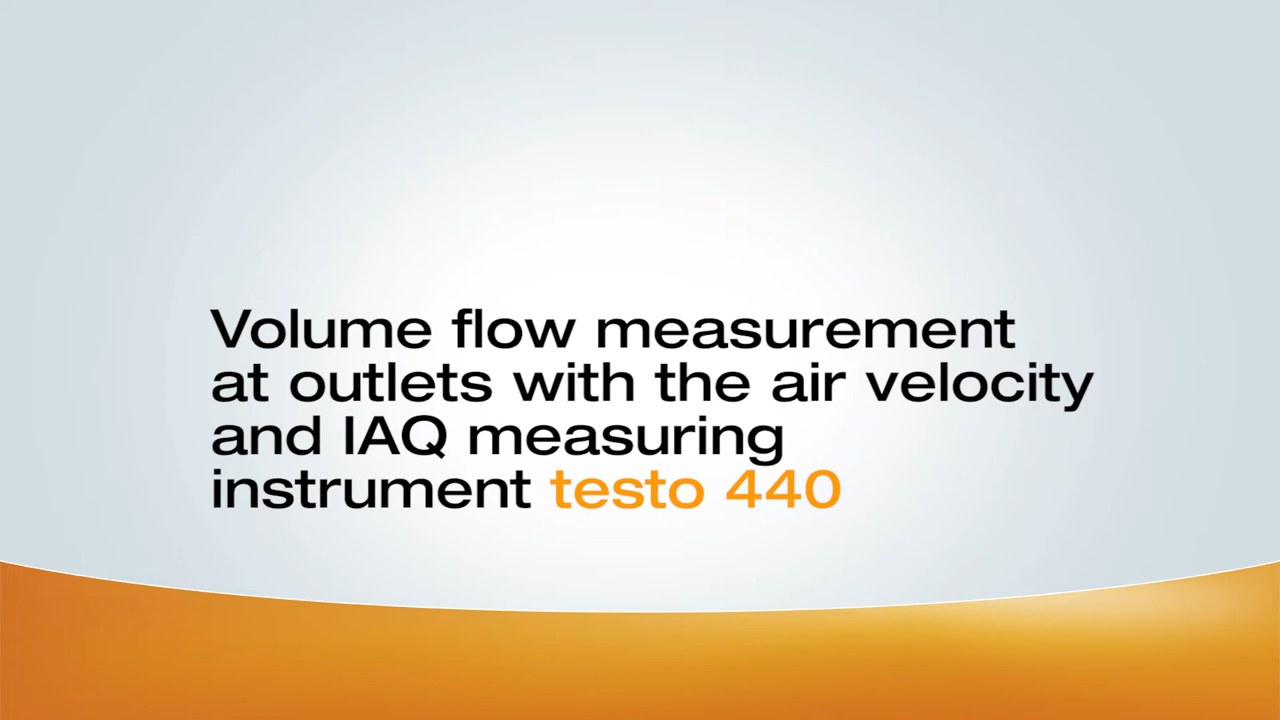 Volume flow measurement
at outlets with the air velocity
and IAQ measuring
instrument testo 440